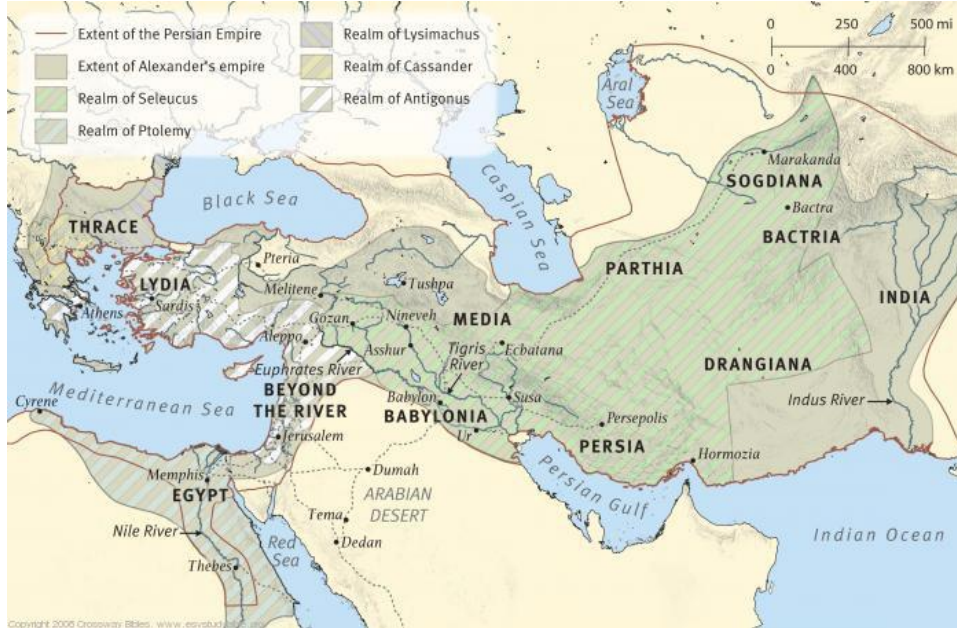 Extent of the Persian Empire
Extent of Alexander's empire
Realm of Seleucus
Realm of Ptolemy
Realm of Lysimachus
Realm of Cassander
Realm of Antigonus
0 250 500 mi
0 400 800 km
Aral
Sea
Marakanda
SOGDIANA
Bactra
BACTRIA
Caspian Sea
Black Sea
THRACE
Pteria
PARTHIA
LYDIA
Sardis
Melitene
Tushpa
INDIA
Athens
Gozan
Nineveh
MEDIA
Aleppo
Asshur
Tigris
River
Ecbatana
Euphrates River
DRANGIANA
Mediterranean Sea
BEYOND
THE RIVER
Babylon
BABYLONIA
Susa
Indus River
Cyrene
Persepolis
Jerusalem
Ur
PERSIA
Hormozia
Memphis
EGYPT
Dumah
ARABIAN
DESERT
Persian Gulf
Nile River
Tema
Dedan
Red
Sea
Indian Ocean
Thebes